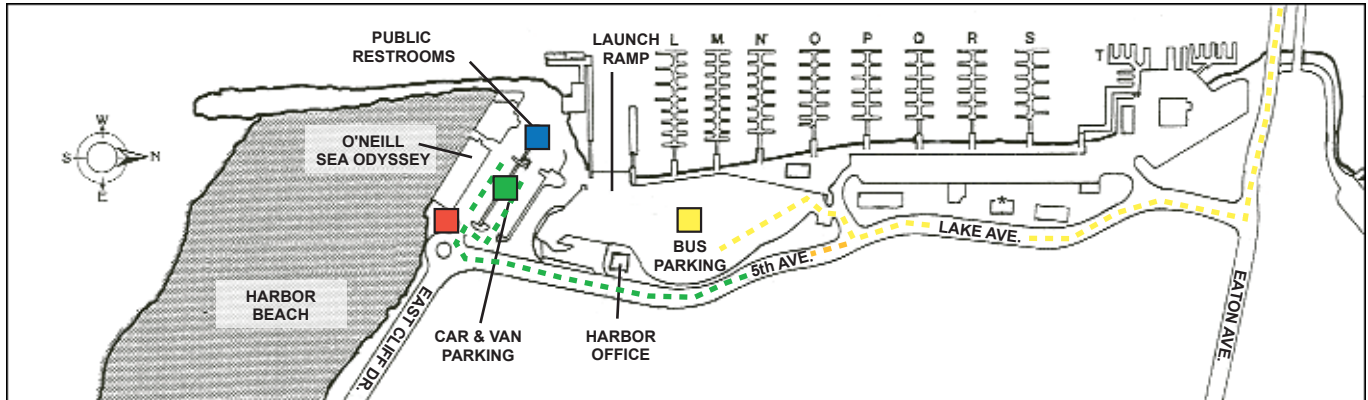 PUBLIC
RESTROOMS
LAUNCH
RAMP
L
M
N
O
P
Q
R
S
T
W
S
N
E
O'NEILL
SEA ODYSSEY
BUS
PARKING
5th AVE.
LAKE AVE.
*
HARBOR
BEACH
EAST CLIFF DR.
CAR & VAN
PARKING
HARBOR
OFFICE
EATON AVE.